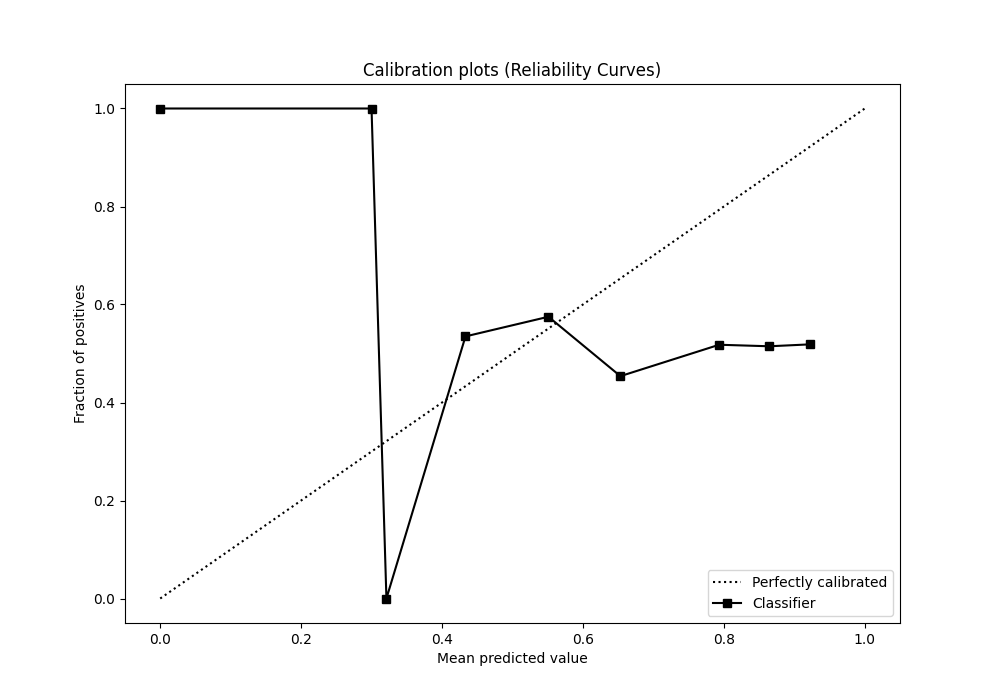 Calibration plots (Reliability Curves)
1.0
0.8
0.6
0.4
0.2
0.0
Fraction of positives
0.0 0.2 0.4 0.6 0.8 1.0
Mean predicted value
Perfectly calibrated
Classifier